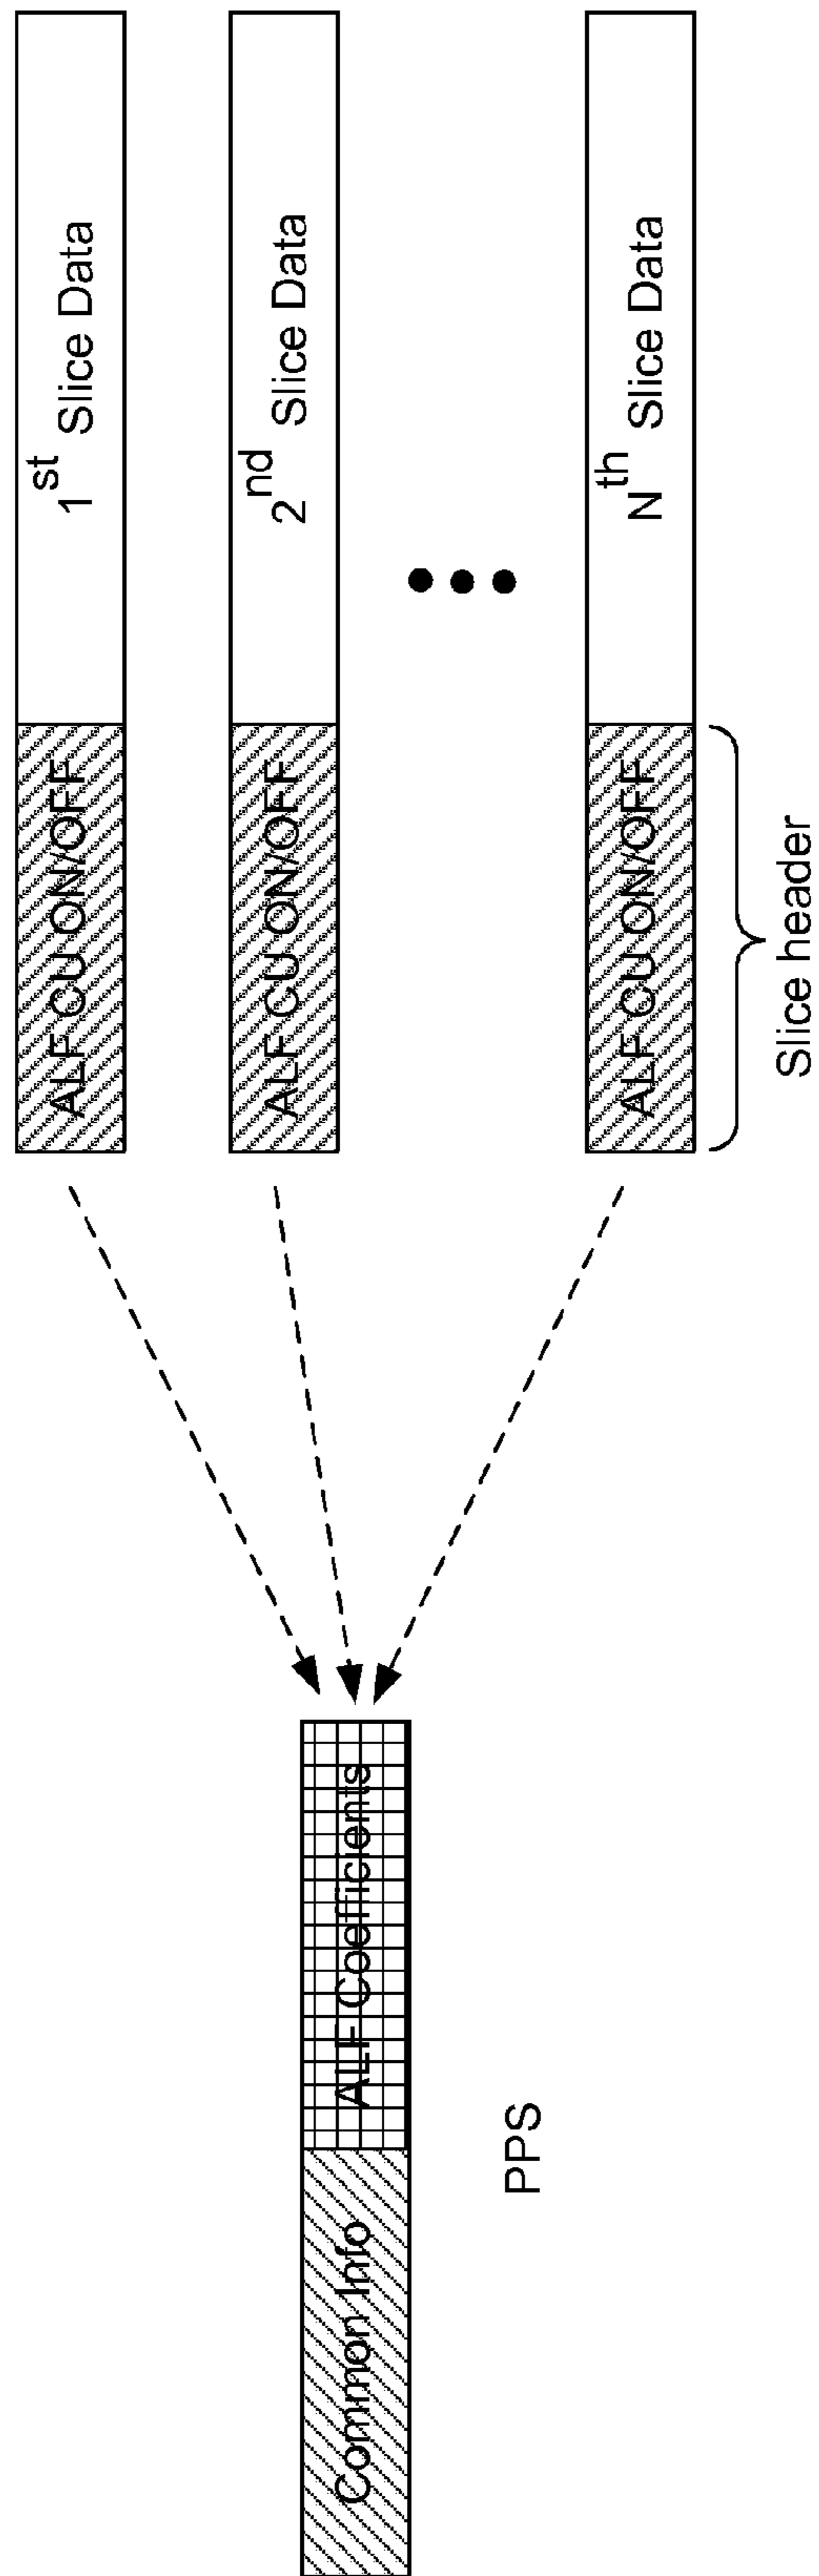 Common Info
ALF Coefficients
PPS
ALF CU ON/OFF
1st Slice Data
ALF CU ON/OFF
2nd Slice Data
ALF CU ON/OFF
Nth Slice Data
Slice header